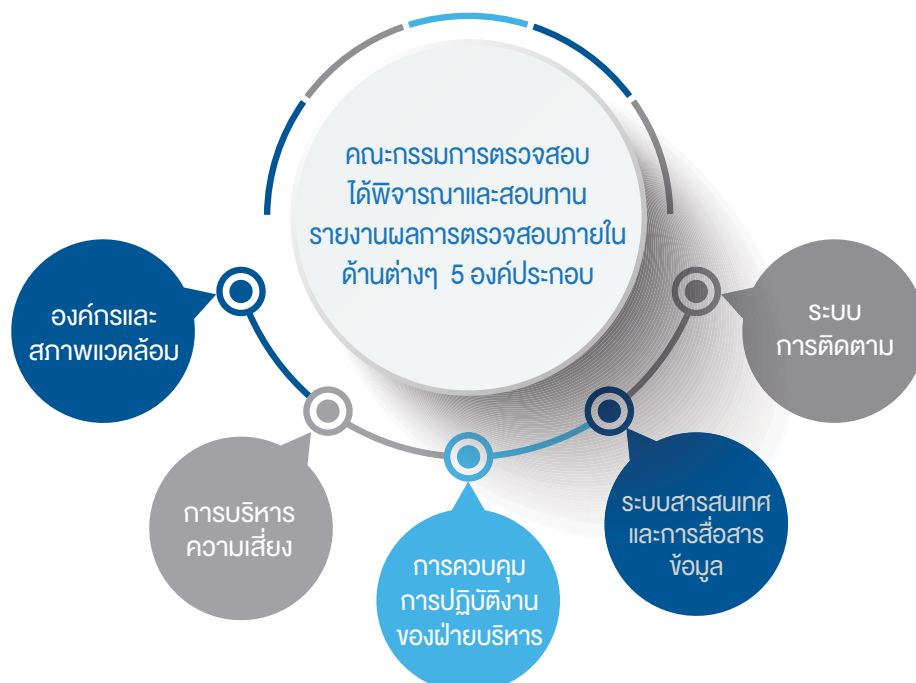 คณะกรรมการตรวจสอบ
ได้พิจารณาและสอบทาน
รายงานผลการตรวจสอบภายใน
ด้านต่างๆ 5 องค์ประกอบ
องค์กรและ
สภาพแวดล้อม
การบริหาร
ความเสี่ยง
การควบคุม
การปฏิบัติงาน
ของฝ่ายบริหาร
ระบบสารสนเทศ
และการสื่อสาร
ข้อมูล
ระบบ
การติดตาม